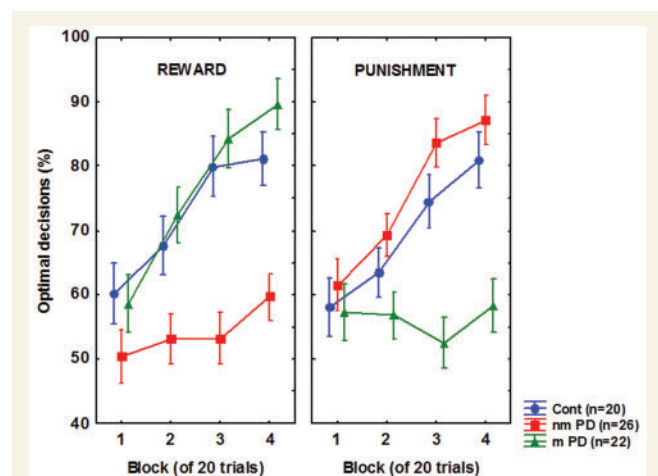 100
90
80
70
60
50
40
Optimal decisions (%)
REWARD
PUNISHMENT
1 2 3 4
1 2 3 4
Block (of 20 trials)
Block (of 20 trials)
Cont (n=20)
nm PD (n=26)
m PD (n=22)